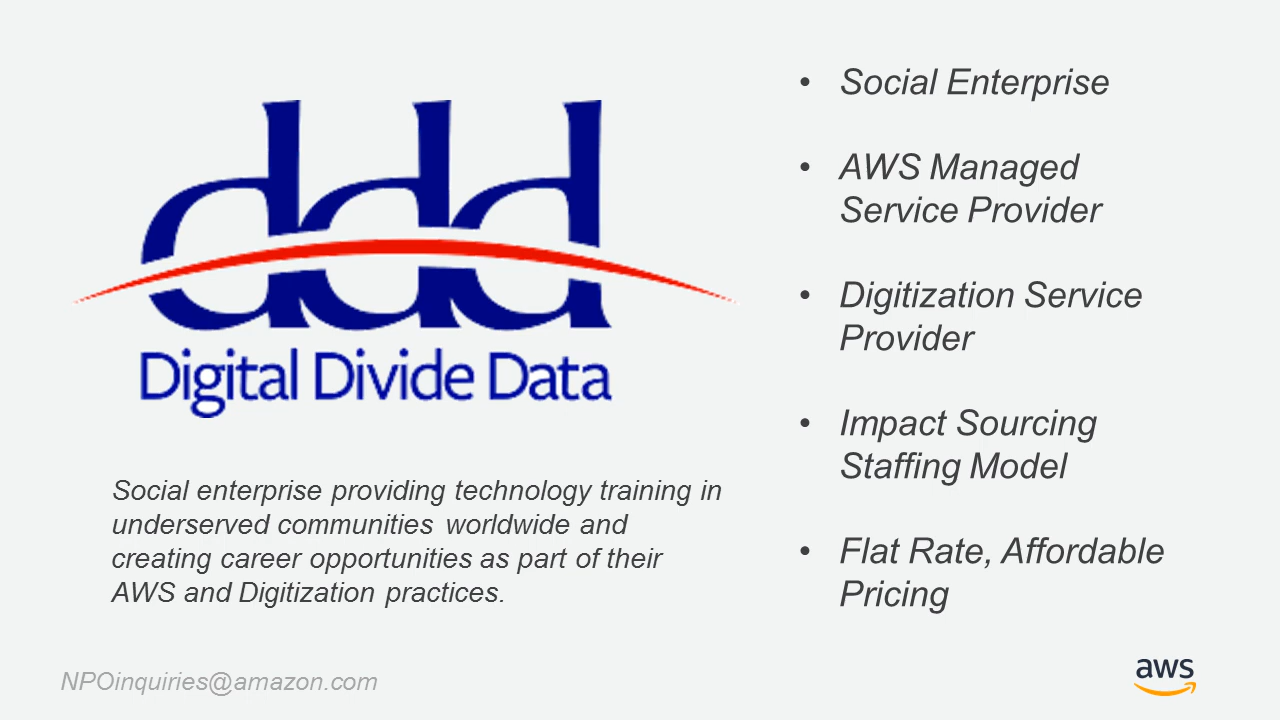 ddd
Digital Divide Data
Social enterprise providing technology training in
underserved communities worldwide and
creating career opportunities as part of their
AWS and Digitization practices.
• Social Enterprise
• AWS Managed
Service Provider
• Digitization Service
Provider
• Impact Sourcing
Staffing Model
• Flat Rate, Affordable
Pricing
NPOinquiries@amazon.com
aws